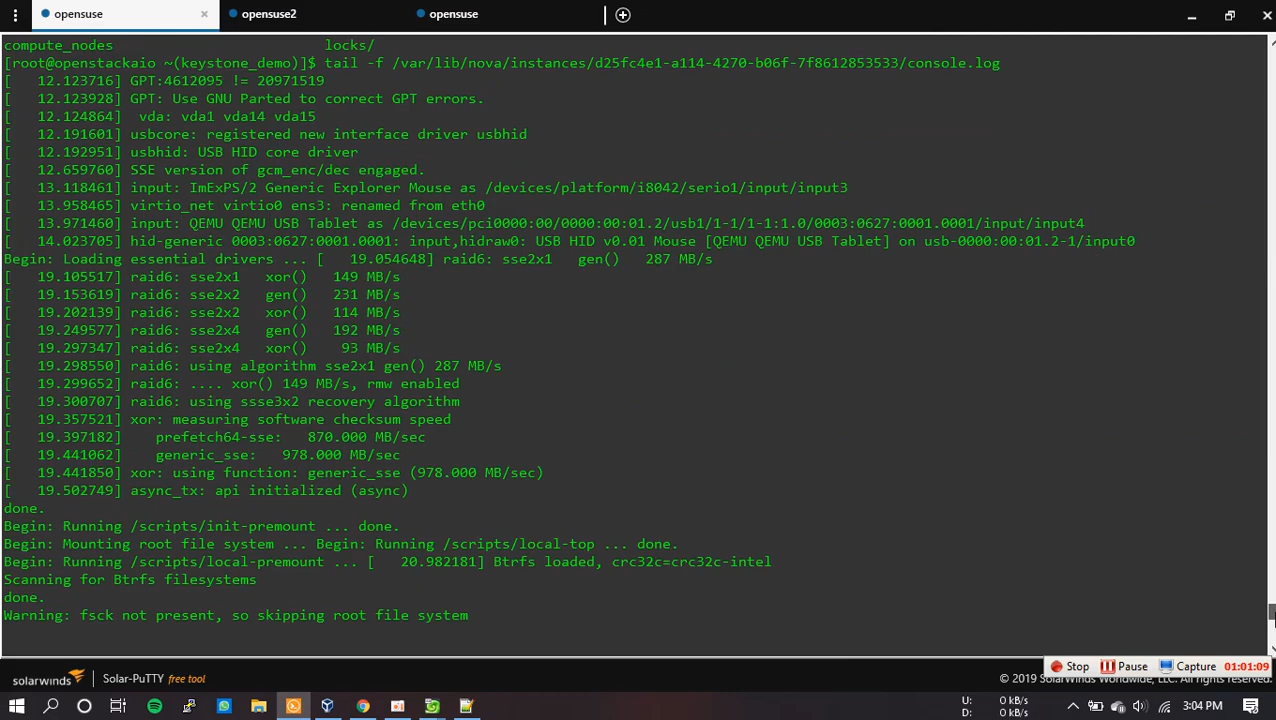 opensuse
opensuse2
opensuse
compute_nodes                         locks/
[root@openstackaio ~(keystone_demo)]$ tail -f /var/lib/nova/instances/d25fc4e1-a114-4270-b06f-7f8612853533/console.log
[   12.123716] GPT:4612095 != 20971519
[   12.123928] GPT: Use GNU Parted to correct GPT errors.
[   12.124864]  vda: vda1 vda14 vda15
[   12.191601] usbcore: registered new interface driver usbhid
[   12.192951] usbhid: USB HID core driver
[   12.659760] SSE version of gcm_enc/dec engaged.
[   13.118461] input: ImExPS/2 Generic Explorer Mouse as /devices/platform/i8042/serio1/input/input3
[   13.958465] virtio_net virtio0 ens3: renamed from eth0
[   13.971460] input: QEMU QEMU USB Tablet as /devices/pci0000:00/0000:00:01.2/usb1/1-1/1-1:1.0/0003:0627:0001.0001/input/input4
[   14.023705] hid-generic 0003:0627:0001.0001: input,hidraw0: USB HID v0.01 Mouse [QEMU QEMU USB Tablet] on usb-0000:00:01.2-1/input0
Begin: Loading essential drivers ... [   19.054648] raid6: sse2x1   gen()   287 MB/s
[   19.105517] raid6: sse2x1   xor()   149 MB/s
[   19.153619] raid6: sse2x2   gen()   231 MB/s
[   19.202139] raid6: sse2x2   xor()   114 MB/s
[   19.249577] raid6: sse2x4   gen()   192 MB/s
[   19.297347] raid6: sse2x4   xor()    93 MB/s
[   19.298550] raid6: using algorithm sse2x1 gen() 287 MB/s
[   19.299652] raid6: .... xor() 149 MB/s, rmw enabled
[   19.300707] raid6: using ssse3x2 recovery algorithm
[   19.357521] xor: measuring software checksum speed
[   19.397182]    prefetch64-sse:   870.000 MB/sec
[   19.441062]    generic_sse:   978.000 MB/sec
[   19.441850] xor: using function: generic_sse (978.000 MB/sec)
[   19.502749] async_tx: api initialized (async)
done.
Begin: Running /scripts/init-premount ... done.
Begin: Mounting root file system ... Begin: Running /scripts/local-top ... done.
Begin: Running /scripts/local-premount ... [   20.982181] Btrfs loaded, crc32c=crc32c-intel
Scanning for Btrfs filesystems
done.
Warning: fsck not present, so skipping root file system
Stop Pause Capture 01:01:09
solarwinds Solar-PuTTY free tool
© 2019 SolarWinds Worldwide, LLC. All rights reserved.
U: 0 kB/s
D: 0 kB/s
3:04 PM